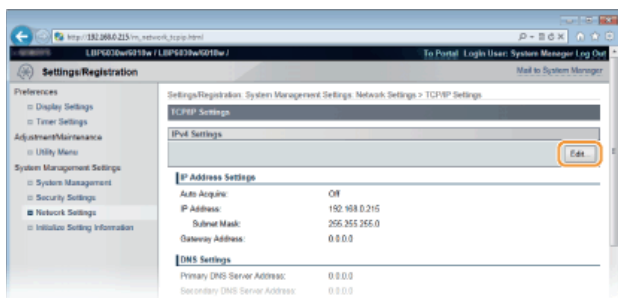 http://192.168.0.215/m_network_tcpip.html
LBP6030w/6018w / LBP6030w/6018w /
To Portal Login User: System Manager Log Out
Settings/Registration
Mail to System Manager
Preferences
Display Settings
Timer Settings
Adjustment/Maintenance
Utility Menu
System Management Settings
System Management
Security Settings
Network Settings
Initialize Setting Information
Settings/Registration: System Management Settings: Network Settings > TCP/IP Settings
TCP/IP Settings
IPv4 Settings
Edit...
IP Address Settings
Auto Acquire: Off
IP Address: 192.168.0.215
Subnet Mask: 255.255.255.0
Gateway Address: 0.0.0.0
DNS Settings
Primary DNS Server Address: 0.0.0.0
Secondary DNS Server Address: 0.0.0.0